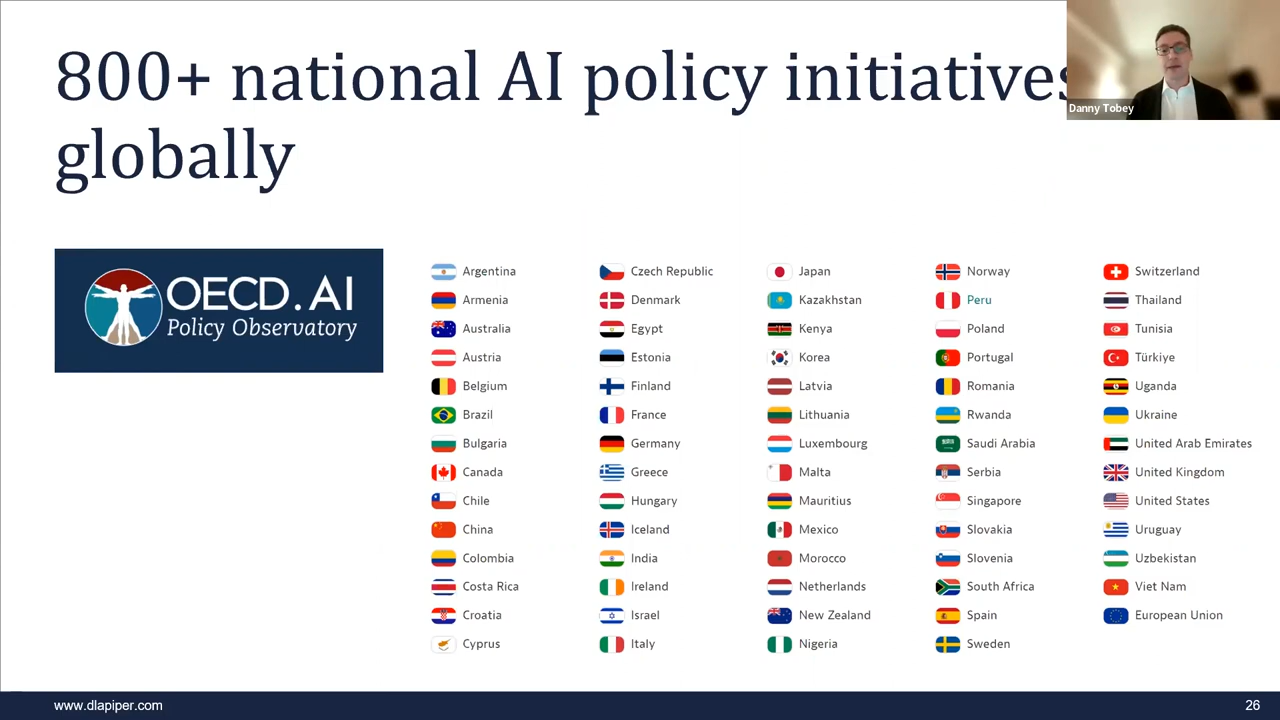 800+ national AI policy initiatives
globally
Danny Tobey
OECD.AI
Policy Observatory
Argentina
Armenia
Australia
Austria
Belgium
Brazil
Bulgaria
Canada
Chile
China
Colombia
Costa Rica
Croatia
Cyprus
Czech Republic
Denmark
Egypt
Estonia
Finland
France
Germany
Greece
Hungary
Iceland
India
Ireland
Israel
Italy
Japan
Kazakhstan
Kenya
Korea
Latvia
Lithuania
Luxembourg
Malta
Mauritius
Mexico
Morocco
Netherlands
New Zealand
Nigeria
Norway
Peru
Poland
Portugal
Romania
Rwanda
Saudi Arabia
Serbia
Singapore
Slovakia
Slovenia
South Africa
Spain
Sweden
Switzerland
Thailand
Tunisia
Türkiye
Uganda
Ukraine
United Arab Emirates
United Kingdom
United States
Uruguay
Uzbekistan
Viet Nam
European Union
www.dlapiper.com
26